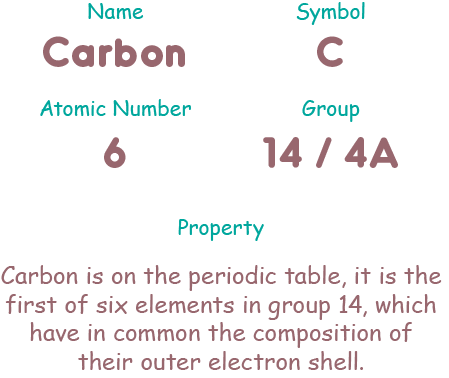 Name Symbol
Carbon C
Atomic Number Group
6 14 / 4A
Property
Carbon is on the periodic table, it is the
first of six elements in group 14, which
have in common the composition of
their outer electron shell.